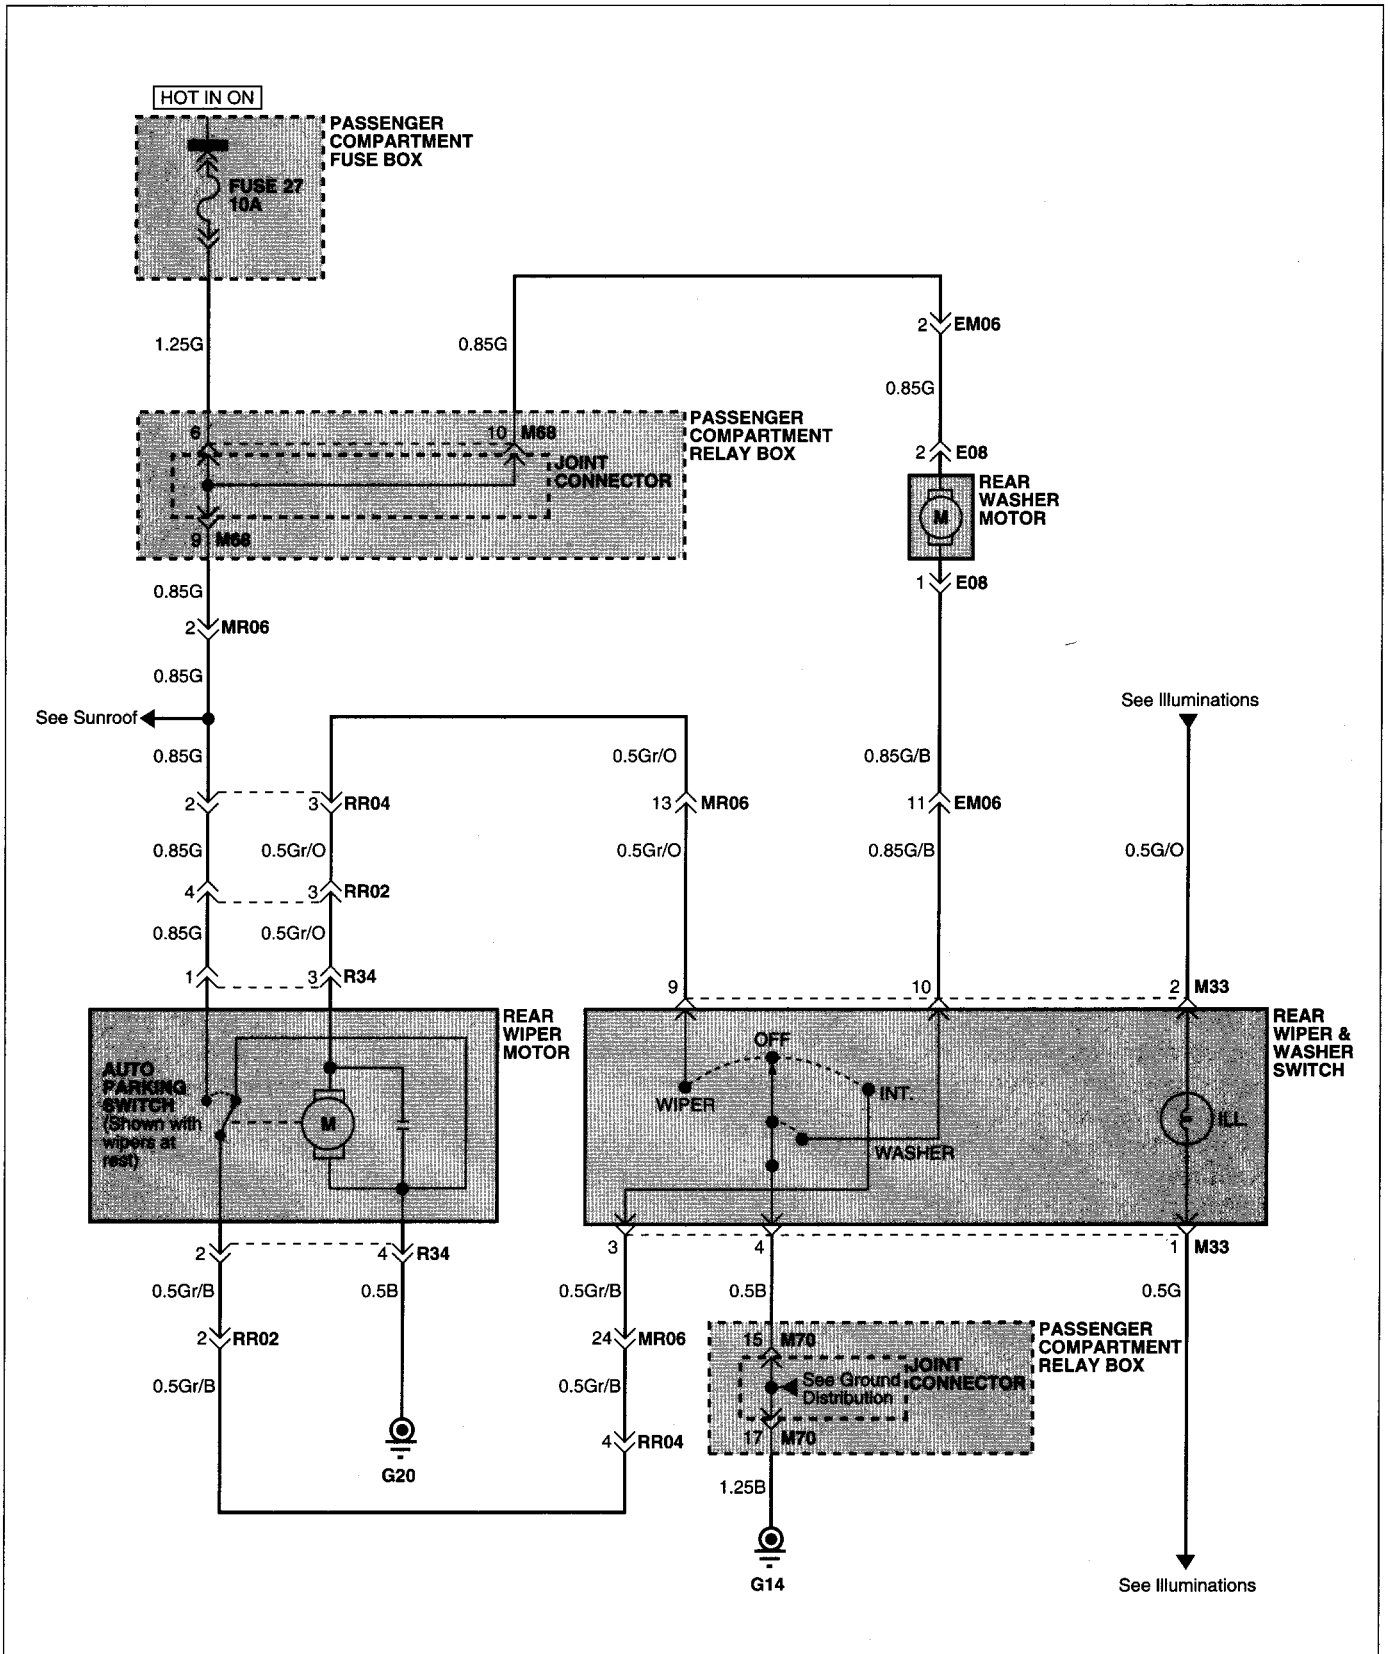 HOT IN ON
PASSENGER
COMPARTMENT
FUSE BOX
FUSE 27
10A
1.25G
0.85G
2 EM06
0.85G
6
10 M68
PASSENGER
COMPARTMENT
RELAY BOX
JOINT
CONNECTOR
9 M68
2 E08
REAR
WASHER
MOTOR
M
1 E08
0.85G
2 MR06
0.85G
See Sunroof
See Illuminations
0.85G
0.5Gr/O
0.85G/B
2
3 RR04
13 MR06
11 EM06
0.85G
0.5Gr/O
0.5Gr/O
0.85G/B
0.5G/O
4
3 RR02
0.85G
0.5Gr/O
1
3 R34
9
10
2 M33
REAR
WIPER
MOTOR
AUTO
PARKING
SWITCH
(Shown with
wipers at
rest)
M
REAR
WIPER &
WASHER
SWITCH
OFF
WIPER
INT.
WASHER
ILL
2
4 R34
3
4
1 M33
0.5Gr/B
0.5B
0.5Gr/B
0.5B
0.5G
2 RR02
24 MR06
15 M70
PASSENGER
COMPARTMENT
RELAY BOX
JOINT
CONNECTOR
See Ground
Distribution
0.5Gr/B
0.5Gr/B
4 RR04
17 M70
G20
1.25B
G14
See Illuminations